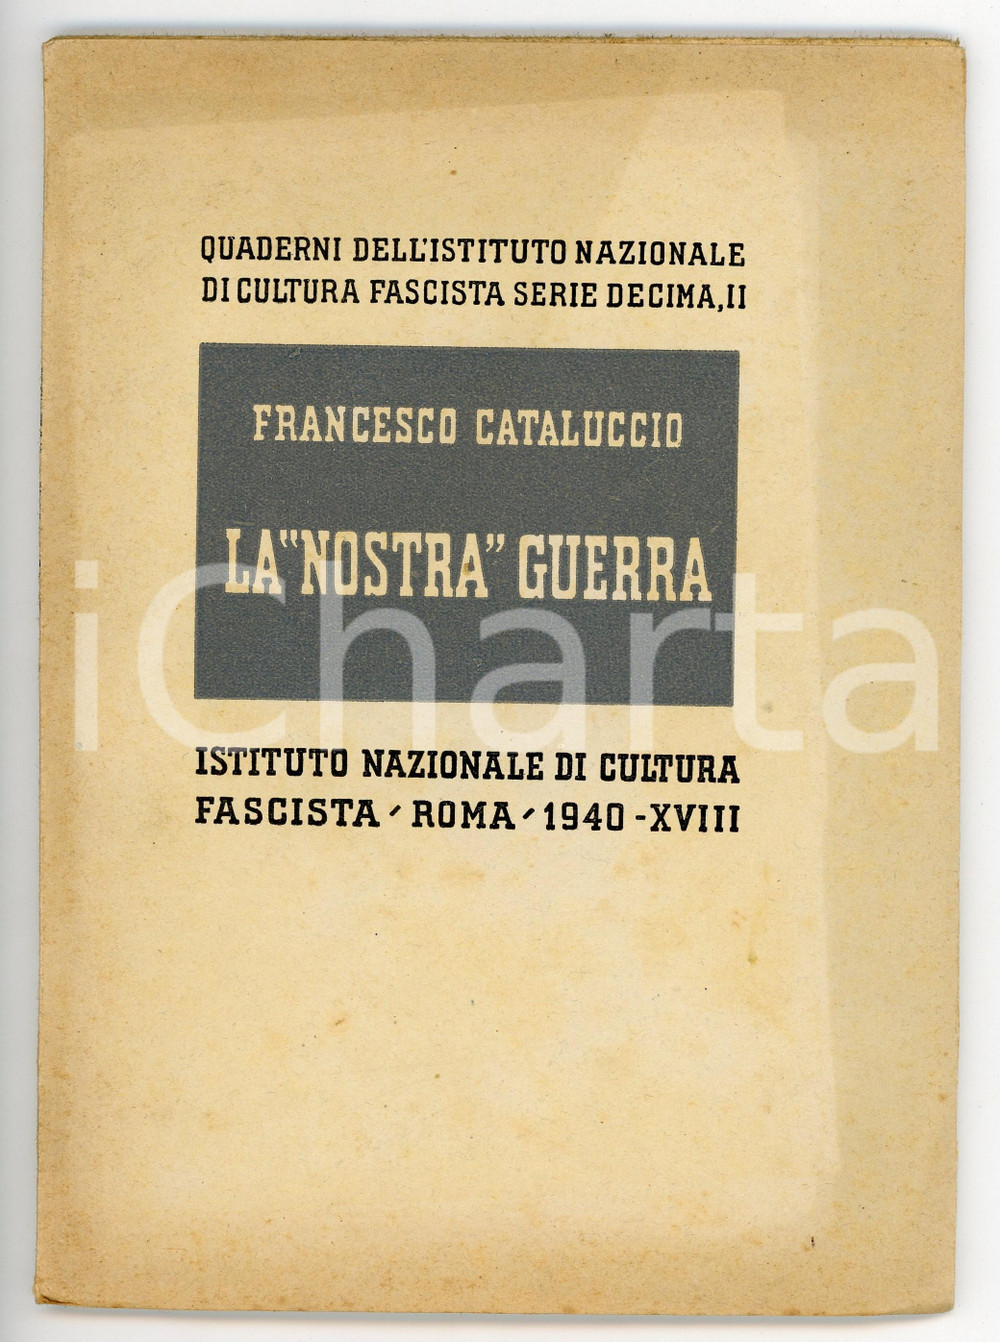 QUADERNI DELL'ISTITUTO NAZIONALE
DI CULTURA FASCISTA SERIE DECIMA, II
FRANCESCO CATALUCCIO
LA "NOSTRA" GUERRA
iCharta
ISTITUTO NAZIONALE DI CULTURA
FASCISTA - ROMA - 1940 - XVIII